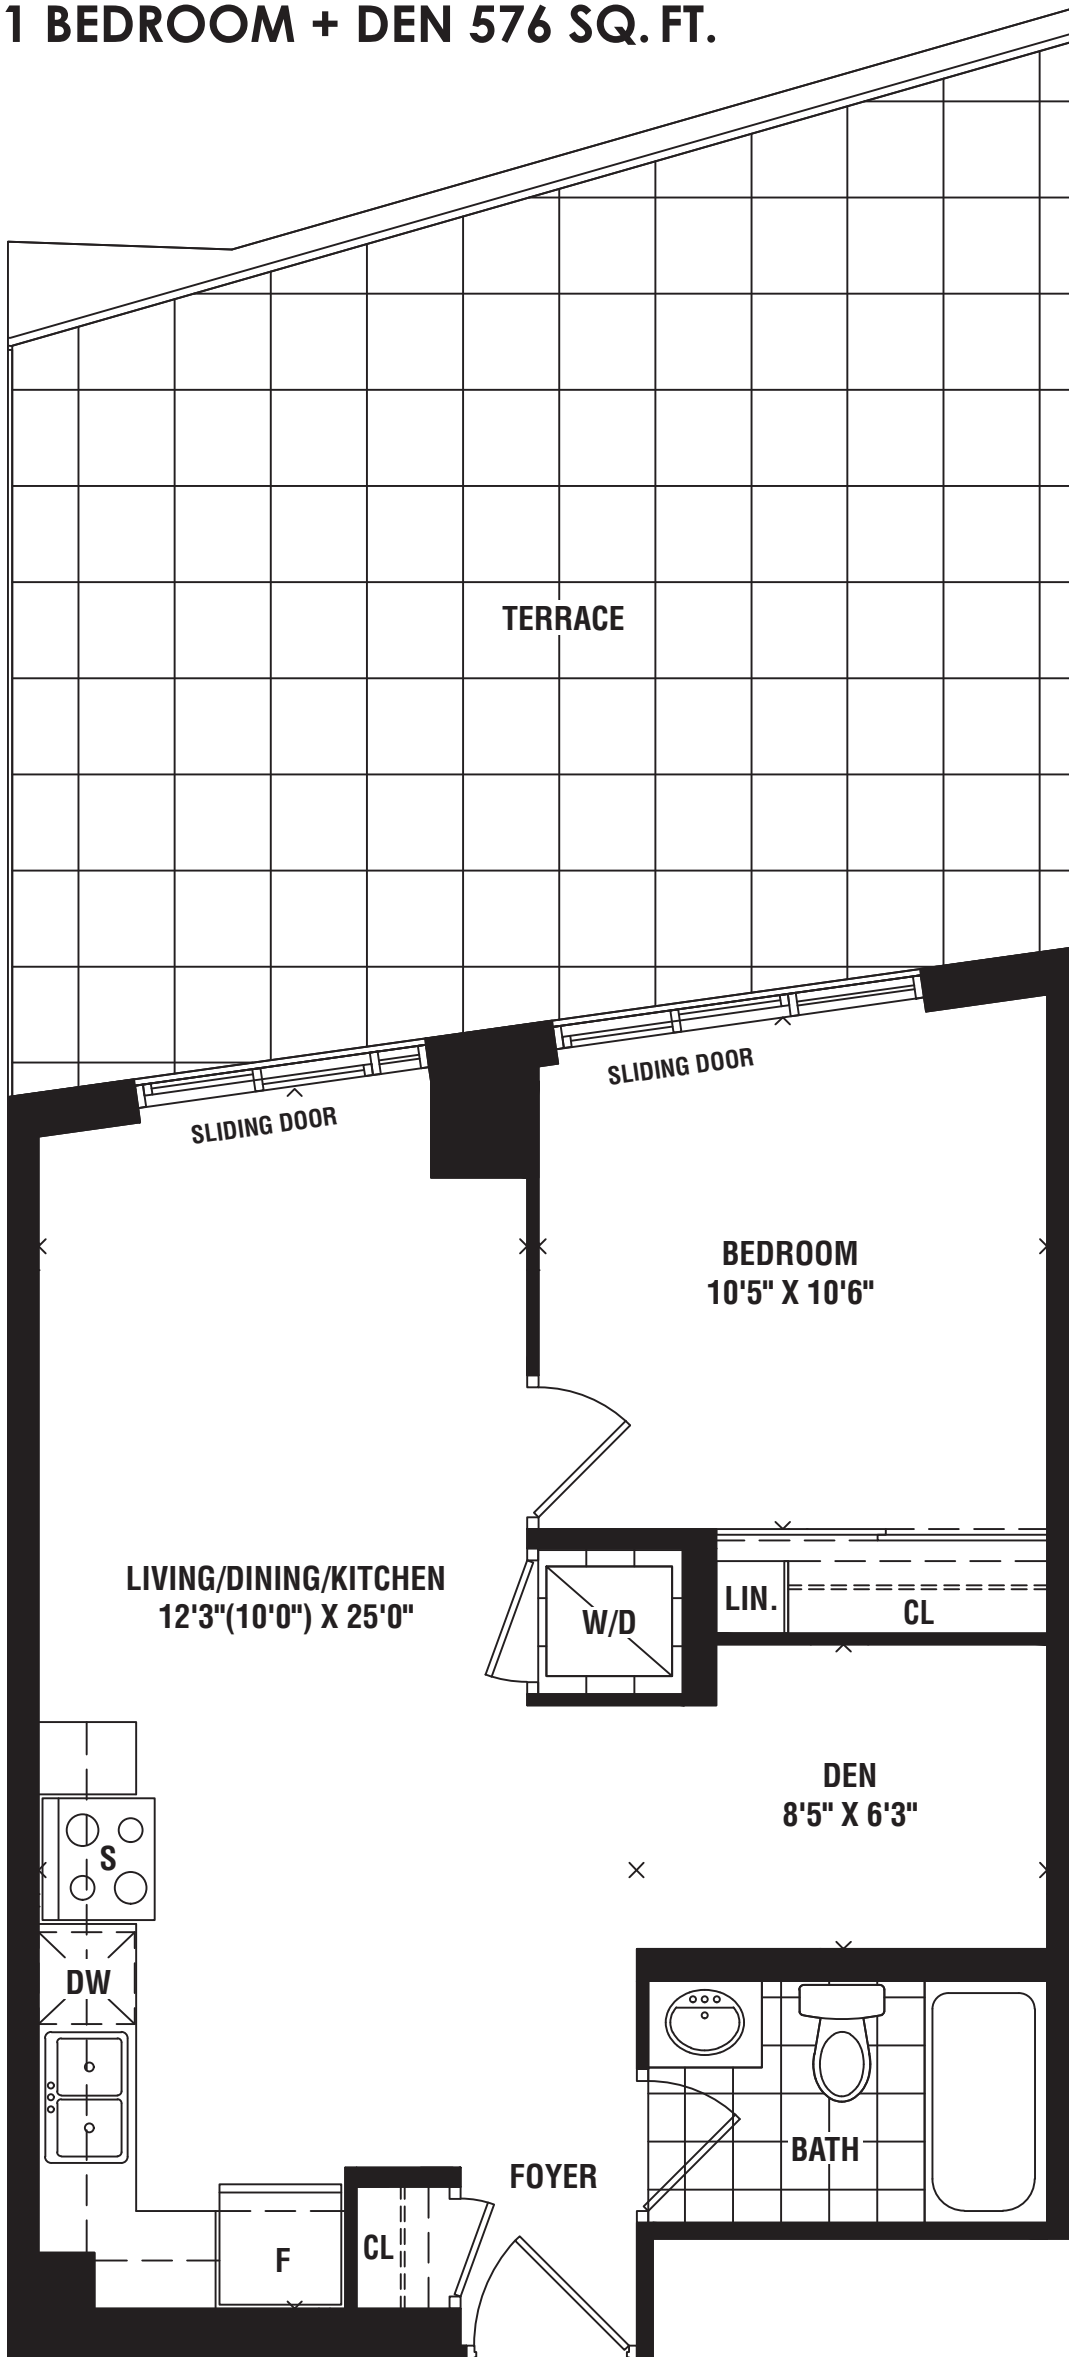 1 BEDROOM + DEN 576 SQ. FT.
TERRACE
SLIDING DOOR
SLIDING DOOR
BEDROOM
10'5" X 10'6"
LIVING/DINING/KITCHEN
12'3"(10'0") X 25'0"
W/D
LIN.
CL
DEN
8'5" X 6'3"
S
DW
BATH
FOYER
CL
F